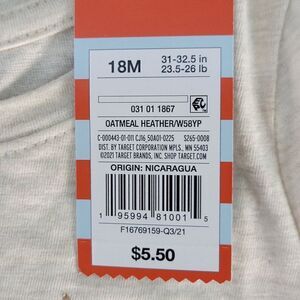 18M
31-32.5 in
23.5-26 lb
031 01 1867
OATMEAL HEATHER/W58YP
C-000443-01-011 CJ16_50A01-0225 S265-0008
DIST. BY TARGET CORPORATION MPLS., MN 55403
©2021 TARGET BRANDS, INC. SHOP TARGET.COM
ORIGIN: NICARAGUA
1 95994 81001 5
F16769159-Q3/21
$5.50